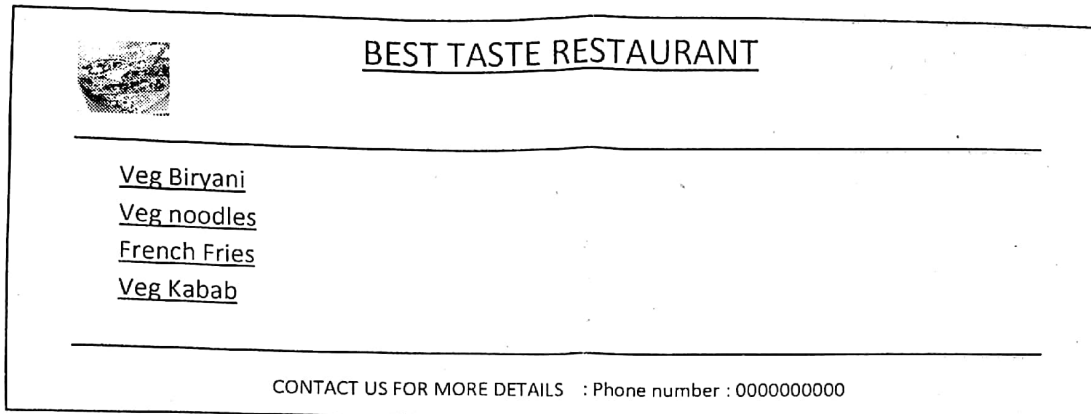 BEST TASTE RESTAURANT
Veg Biryani
Veg noodles
French Fries
Veg Kabab
CONTACT US FOR MORE DETAILS : Phone number : 0000000000